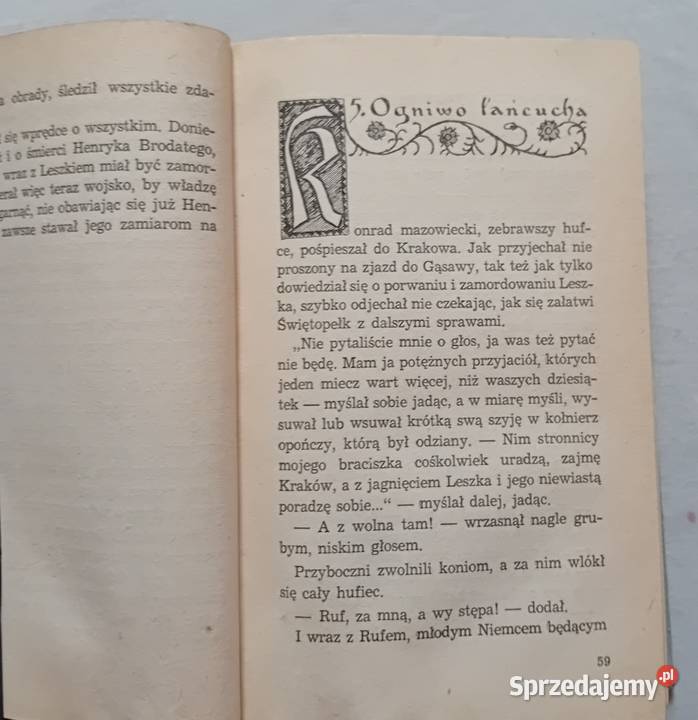 a obrady, śledził wszystkie zda-
się wprędce o wszystkim. Donie-
i o śmierci Henryka Brodatego,
wraz z Leszkiem miał być zamor-
erał więc teraz wojsko, by władzę
garnąć, nie obawiając się już Hen-
zawsze stawał jego zamiarom na
5. Ogniwo łańcucha
Konrad mazowiecki, zebrawszy huf-
ce, pośpieszał do Krakowa. Jak przyjechał nie
proszony na zjazd do Gąsawy, tak też jak tylko
dowiedział się o porwaniu i zamordowaniu Lesz-
ka, szybko odjechał nie czekając, jak się załatwi
Świętopełk z dalszymi sprawami.
„Nie pytaliście mnie o głos, ja was też pytać
nie będę. Mam ja potężnych przyjaciół, których
jeden miecz wart więcej, niż waszych dziesią-
tek — myślał sobie jadąc, a w miarę myśli, wy-
suwał lub wsuwał krótką swą szyję w kołnierz
opończy, którą był odziany. — Nim stronnicy
mojego braciszka cośkolwiek uradzą, zajmę
Kraków, a z jagnięciem Leszka i jego niewiastą
poradzę sobie...“ — myślał dalej, jadąc.
— A z wolna tam! — wrzasnął nagle gru-
bym, niskim głosem.
Przyboczni zwolnili koniom, a za nim wlókł
się cały hufiec.
— Ruf, za mną, a wy stępa! — dodał.
I wraz z Rufem, młodym Niemcem będącym
59
Sprzedajemy.pl